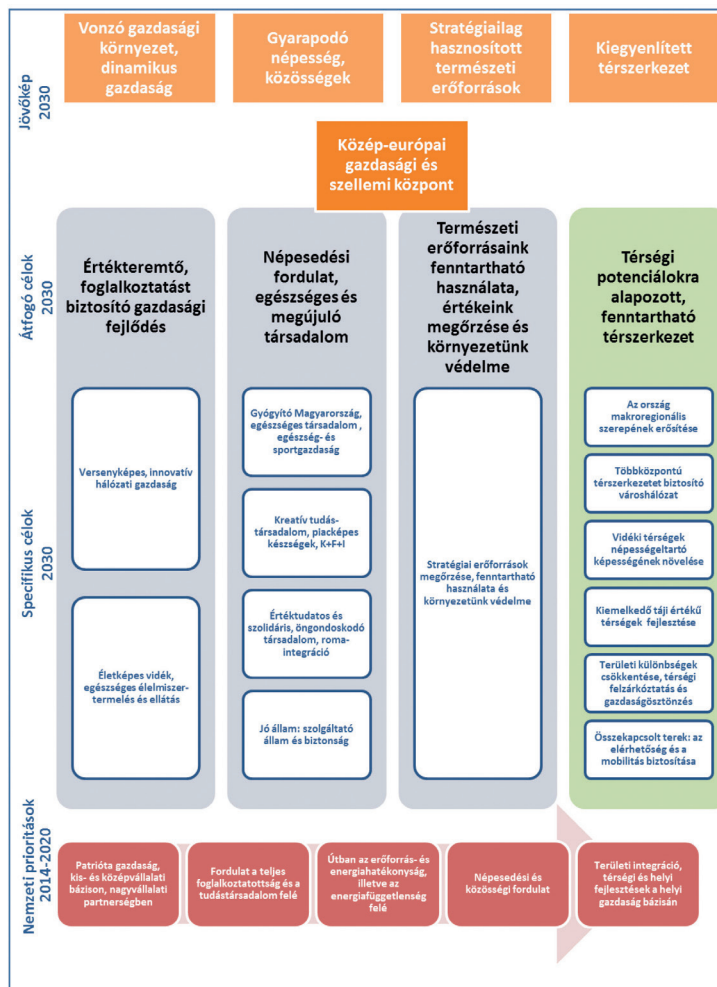 Jövőkép
2030
Vonzó gazdasági
környezet,
dinamikus
gazdaság
Gyarapodó
népesség,
közösségek
Stratégiailag
hasznosított
természeti
erőforrások
Kiegyenlített
térszerkezet
Közép-európai
gazdasági és
szellemi központ
Átfogó célok
2030
Értékteremtő,
foglalkoztatást
biztosító gazdasági
fejlődés
Népesedési
fordulat,
egészséges és
megújuló
társadalom
Természeti
erőforrásaink
fenntartható
használata,
értékeink
megőrzése és
környezetünk
védelme
Térségi
potenciálokra
alapozott,
fenntartható
térszerkezet
Specifikus célok
2030
Versenyképes, innovatív
hálózati gazdaság
Életképes vidék,
egészséges élelmiszer-
termelés és ellátás
Gyógyító Magyarország,
egészséges társadalom ,
egészség- és
sportgazdaság
Kreatív tudás-
társadalom, piacképes
készségek, K+F+I
Értéktudatos és
szolidáris, öngondoskodó
társadalom, roma-
integráció
Jó állam: szolgáltató
állam és biztonság
Stratégiai erőforrások
megőrzése, fenntartható
használata és
környezetünk védelme
Az ország
makroregionális
szerepének erősítése
Többközpontú
térszerkezetet biztosító
városhálózat
Vidéki térségek
népességeltartó
képességének növelése
Kiemelkedő táji értékű
térségek fejlesztése
Területi különbségek
csökkentése, térségi
felzárkóztatás és
gazdaságösztönzés
Összekapcsolt terek: az
elérhetőség és a
mobilitás biztosítása
Nemzeti prioritások
2014-2020
Patrióta gazdaság,
kis- és középvállalati
bázison, nagyvállalati
partnerségben
Fordulat a teljes
foglalkoztatottság és a
tudástársadalom felé
Útban az erőforrás- és
energiahatékonyság,
illetve az
energiafüggetlenség
felé
Népesedési és
közösségi fordulat
Területi integráció,
térségi és helyi
fejlesztések a helyi
gazdaság bázisán